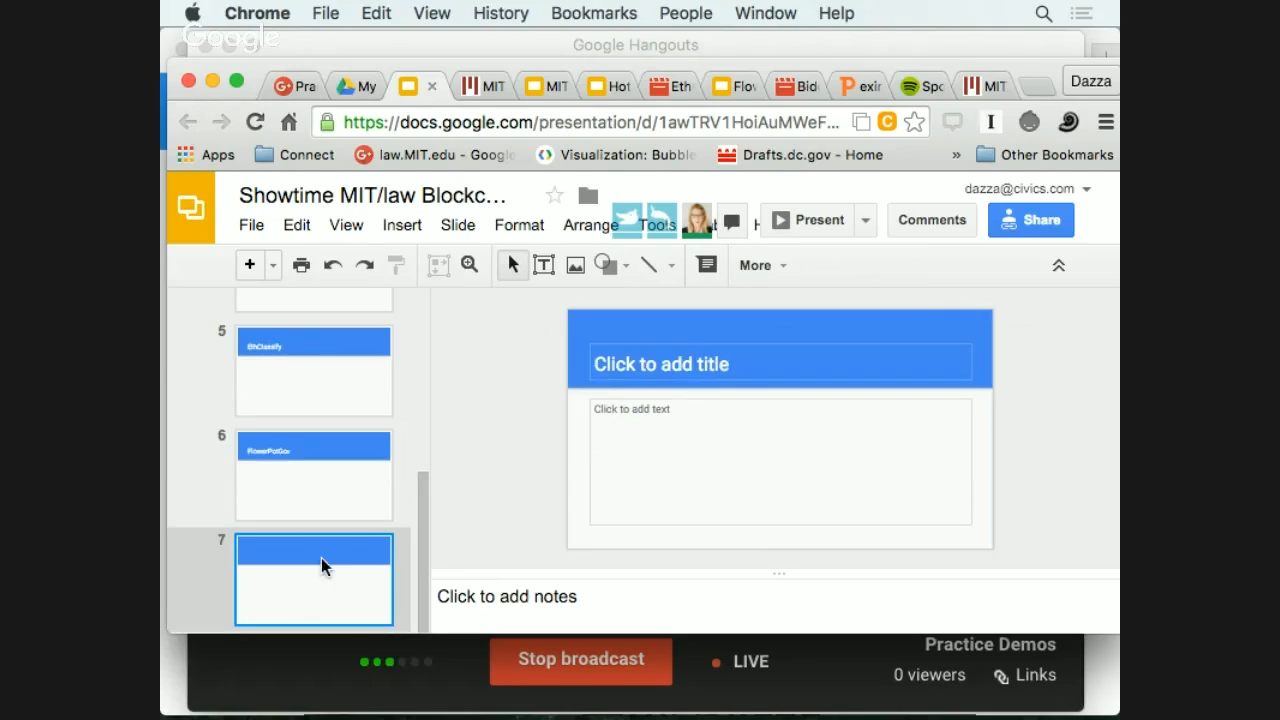 Chrome File Edit View History Bookmarks People Window Help
Google
Google Hangouts
Pra My MIT MIT Hot Eth Flov Bid exir Spc MIT Dazza
https://docs.google.com/presentation/d/1awTRV1HoiAuMWeF...
Apps Connect law.MIT.edu - Google Visualization: Bubble Drafts.dc.gov - Home » Other Bookmarks
Showtime MIT/law Blockc...
dazza@civics.com
File Edit View Insert Slide Format Arrange Tools
Present Comments Share
More
5
EthClassify
6
FlowerPotGov
7
Click to add title
Click to add text
Click to add notes
Stop broadcast LIVE
Practice Demos
0 viewers Links